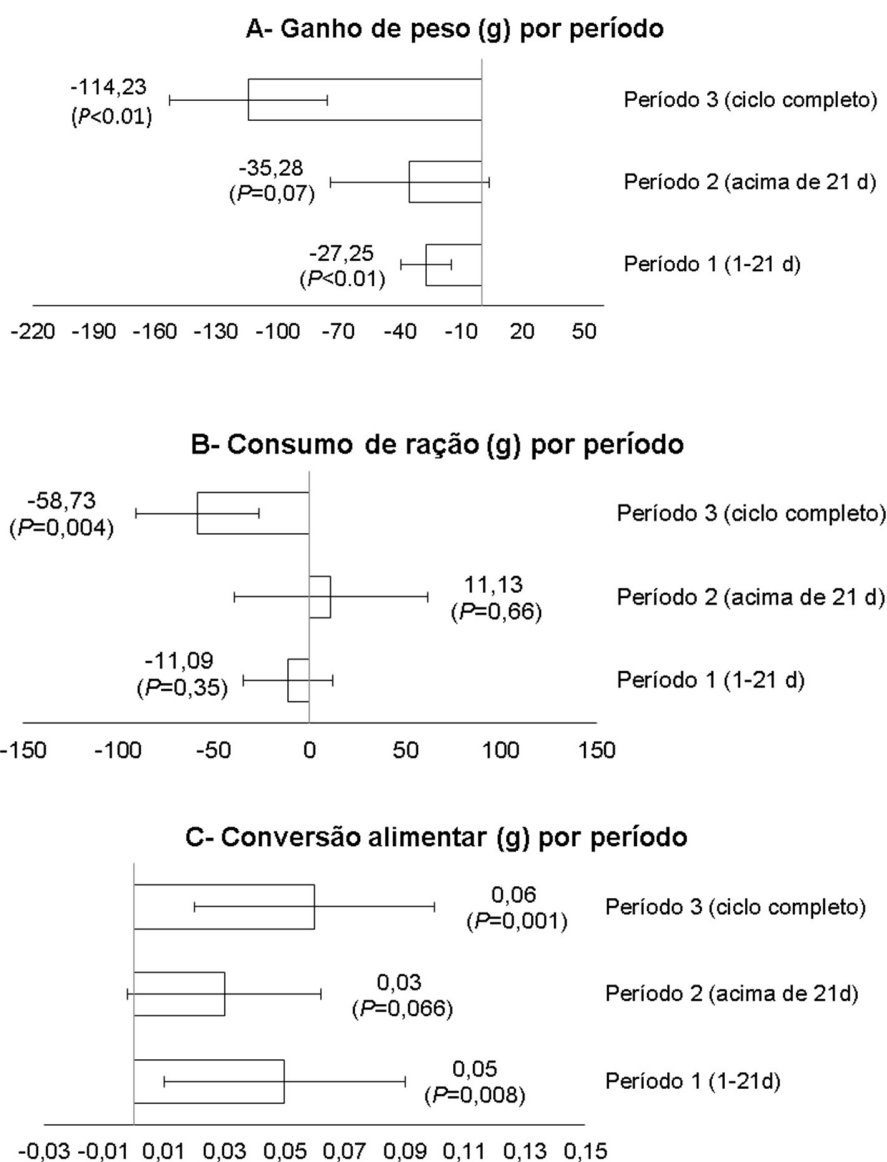 A- Ganho de peso (g) por período
-114,23
(P<0.01)
Período 3 (ciclo completo)
-35,28
(P=0,07)
Período 2 (acima de 21 d)
-27,25
(P<0.01)
Período 1 (1-21 d)
-220 -190 -160 -130 -100 -70 -40 -10 20 50
B- Consumo de ração (g) por período
-58,73
(P=0,004)
Período 3 (ciclo completo)
11,13
(P=0,66)
Período 2 (acima de 21 d)
-11,09
(P=0,35)
Período 1 (1-21 d)
-150 -100 -50 0 50 100 150
C- Conversão alimentar (g) por período
0,06
(P=0,001)
Período 3 (ciclo completo)
0,03
(P=0,066)
Período 2 (acima de 21d)
0,05
(P=0,008)
Período 1 (1-21d)
-0,03 -0,01 0,01 0,03 0,05 0,07 0,09 0,11 0,13 0,15